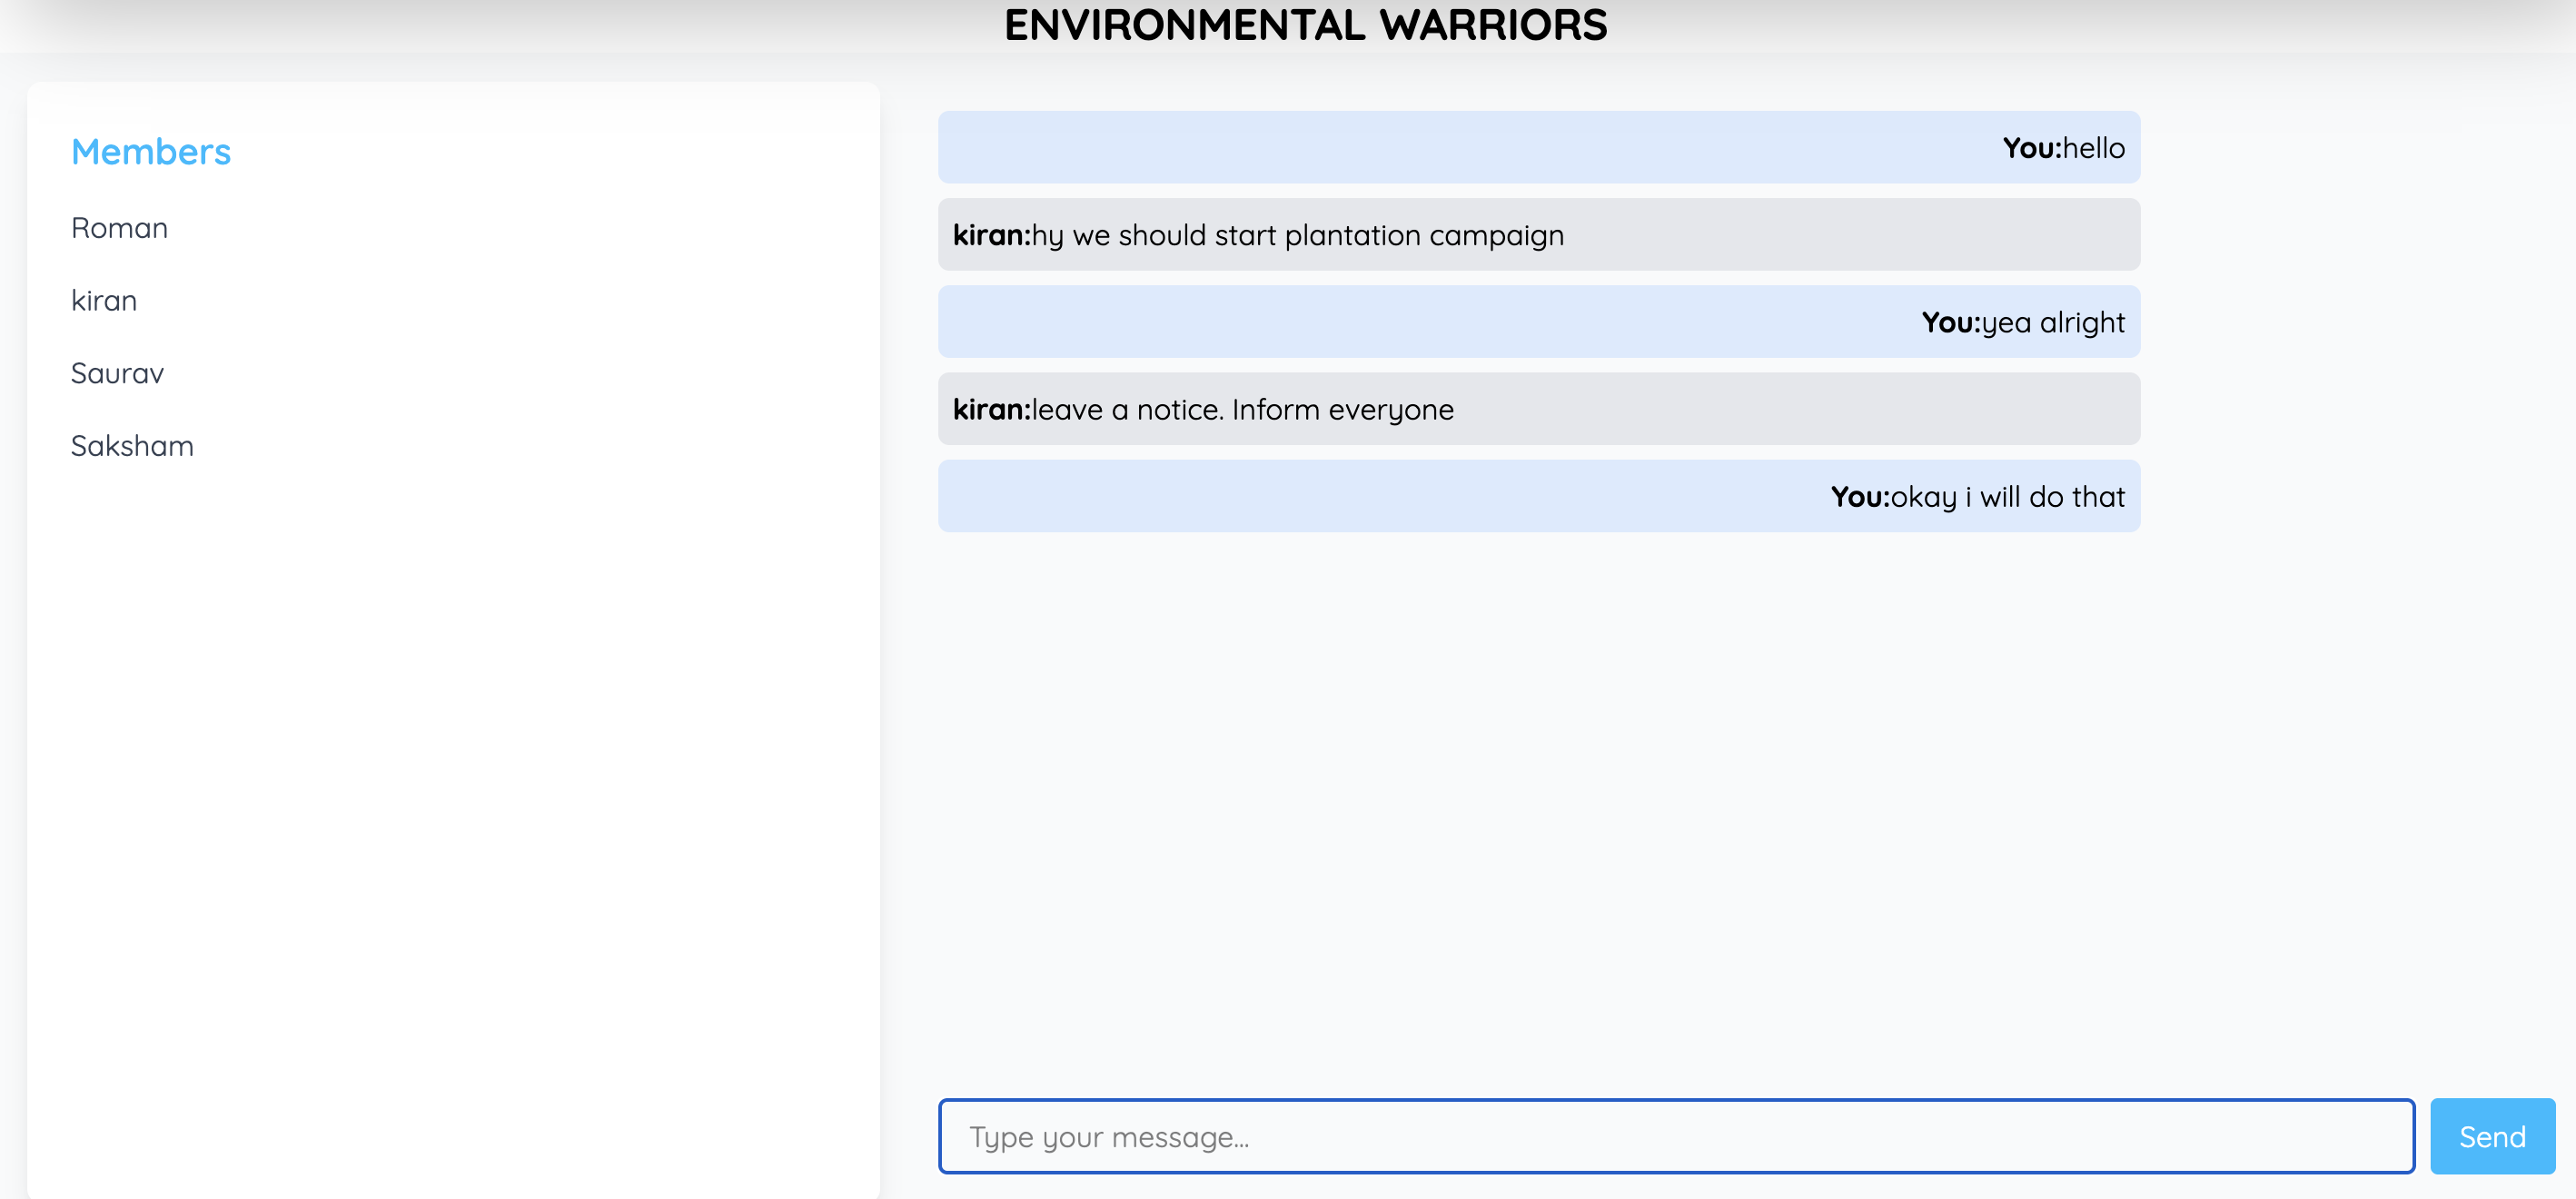 ENVIRONMENTAL WARRIORS
Members
Roman
kiran
Saurav
Saksham
You:hello
kiran:hy we should start plantation campaign
You:yea alright
kiran:leave a notice. Inform everyone
You:okay i will do that
Type your message...
Send